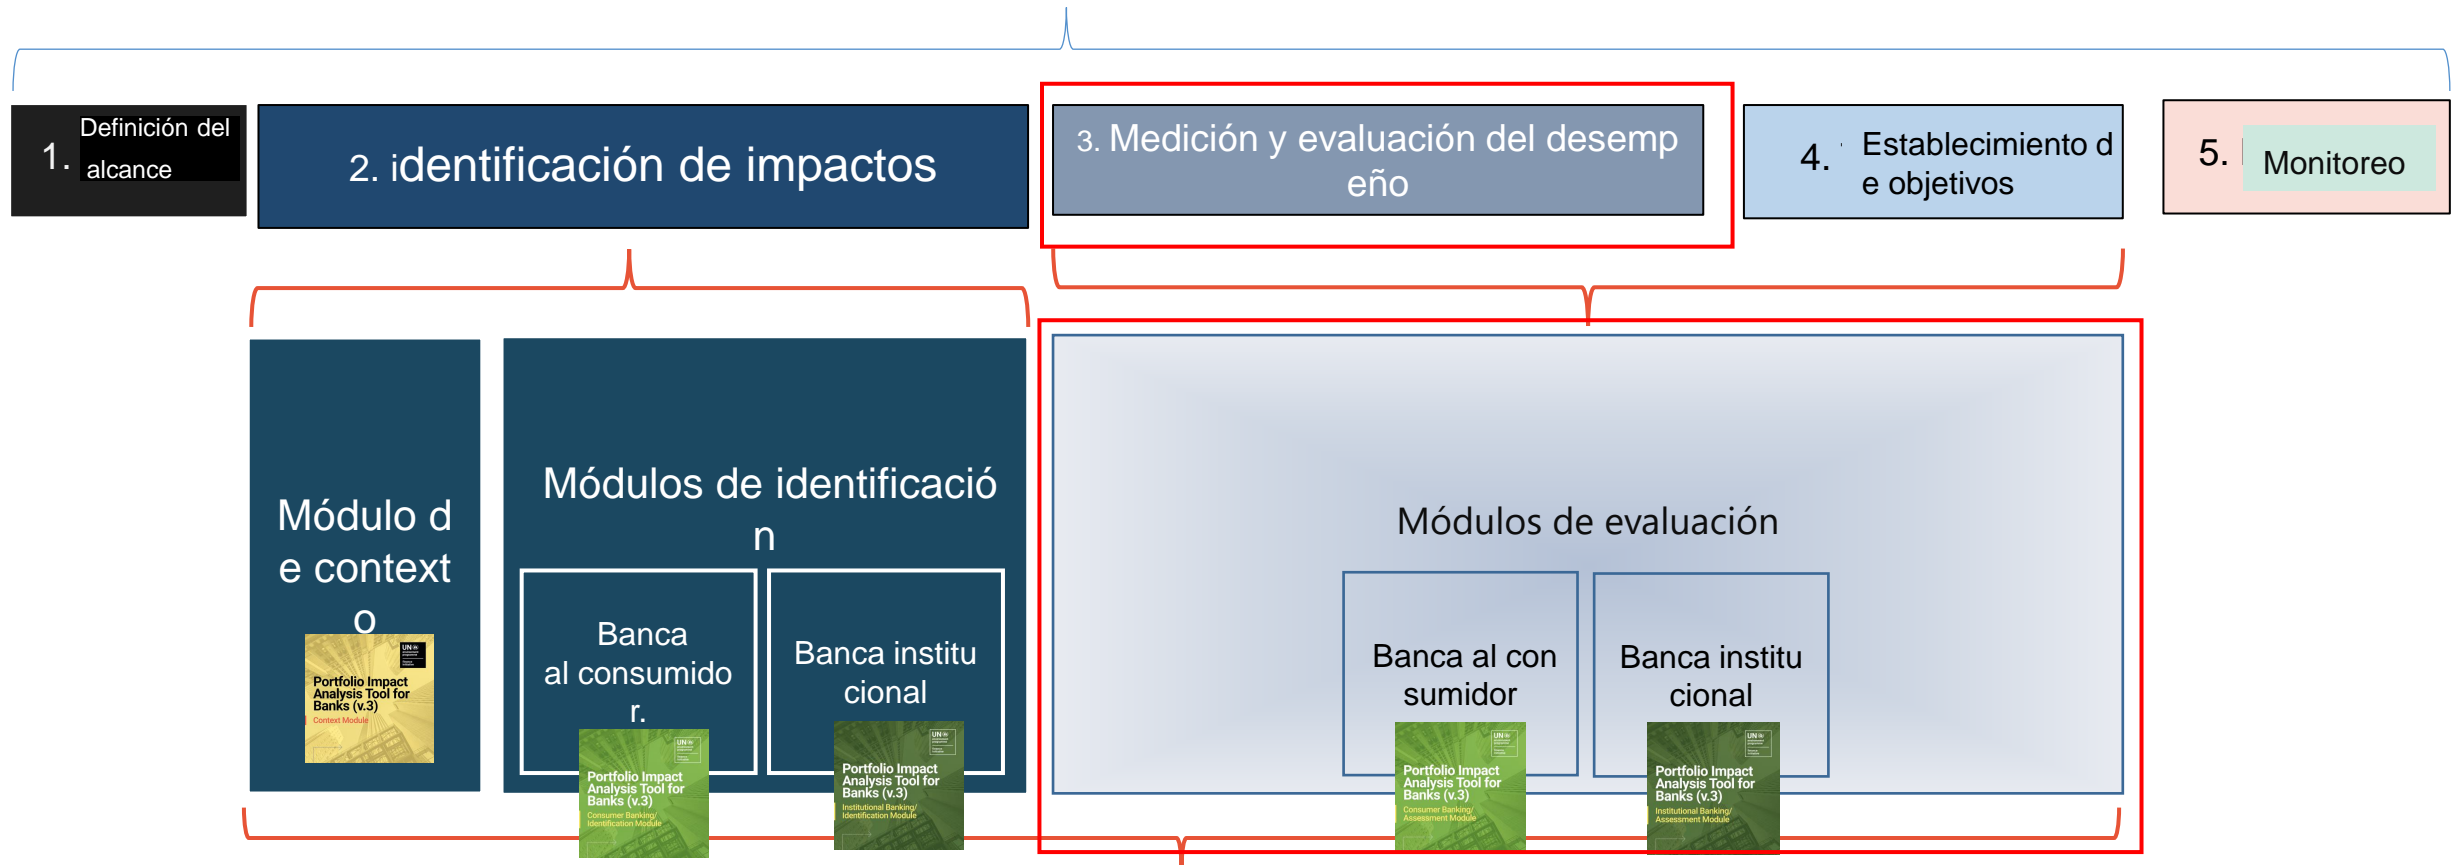 1. Definición del
alcance
2. identificación de impactos
3. Medición y evaluación del desemp
eño
4. Establecimiento d
e objetivos
5. Monitoreo
Módulo d
e context
o
Portfolio Impact
Analysis Tool for
Banks (v.3)
Context Module
Módulos de identificació
n
Banca
al consumido
r.
Portfolio Impact
Analysis Tool for
Banks (v.3)
Consumer Banking/
Identification Module
Banca institu
cional
Portfolio Impact
Analysis Tool for
Banks (v.3)
Institutional Banking/
Identification Module
Módulos de evaluación
Banca al con
sumidor
Portfolio Impact
Analysis Tool for
Banks (v.3)
Consumer Banking/
Assessment Module
Banca institu
cional
Portfolio Impact
Analysis Tool for
Banks (v.3)
Institutional Banking/
Assessment Module